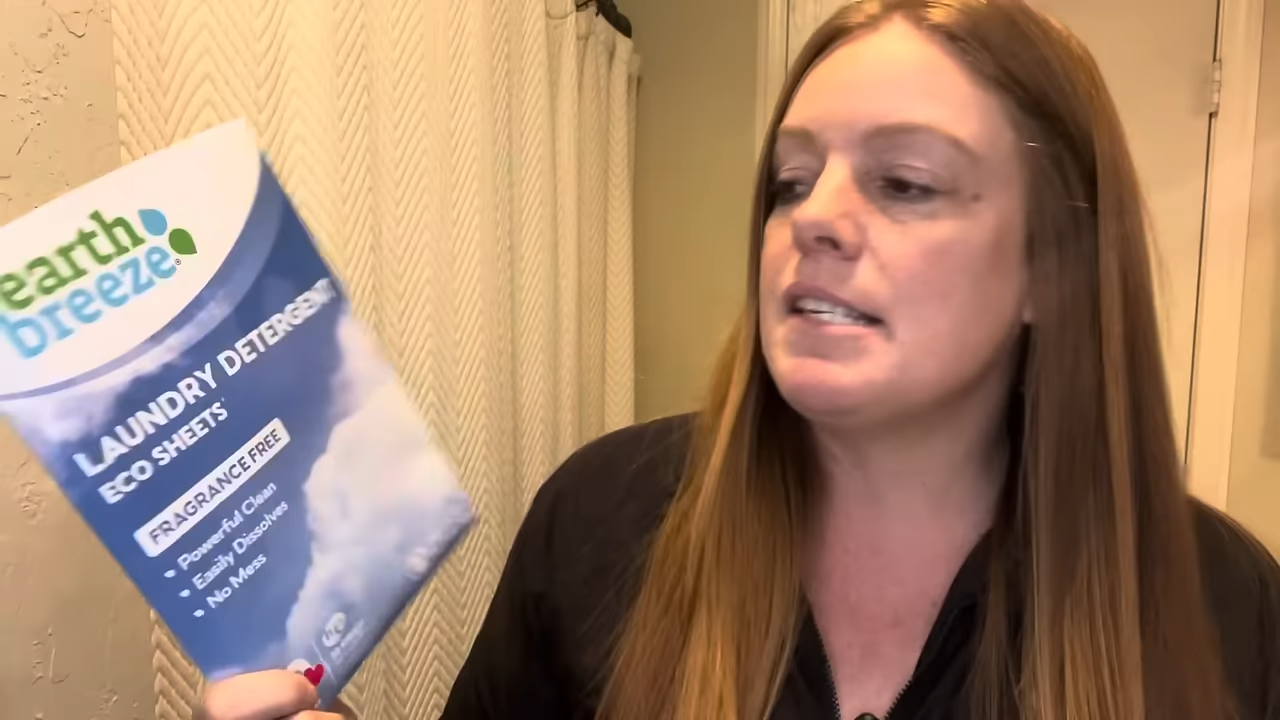 earth
breeze®
LAUNDRY DETERGENT
ECO SHEETS
FRAGRANCE FREE
Powerful Clean
Easily Dissolves
No Mess